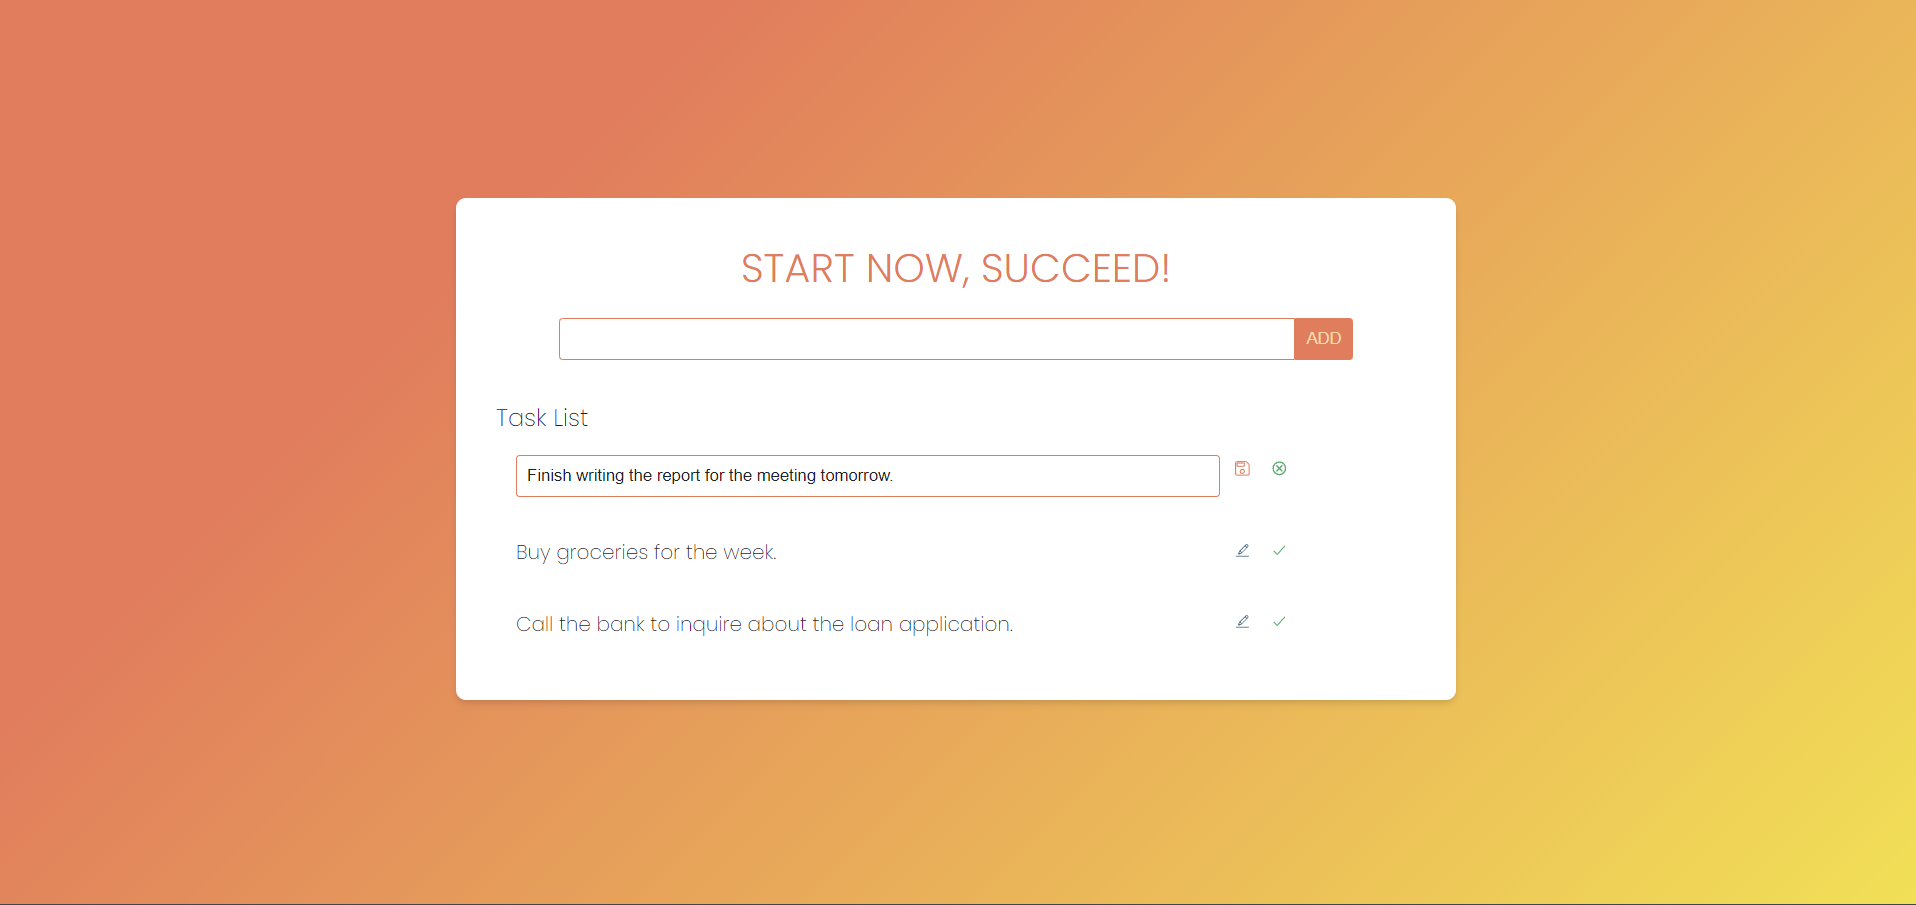 START NOW, SUCCEED!
ADD
Task List
Finish writing the report for the meeting tomorrow.
Buy groceries for the week.
Call the bank to inquire about the loan application.